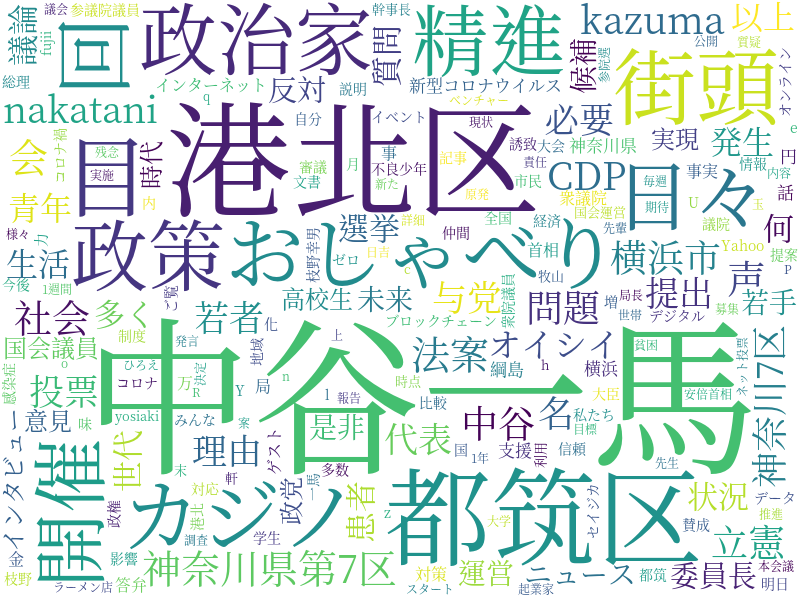 議会
参議院議員
議論
fujii
回
政治家
幹事長
質問
精進
kazuma
候補
以上
公開
参院選
質疑
街頭
オンライン
総理
インターネット
q
反対
説明
新型コロナウイルス
nakatani
目
港北区
自分
イベント
ベンチャー
現状
必要
誘致
大会
神奈川県
実現
発生
e
円
会
コロナ禍
残念
実施
時代
審議
文書
月
事
不良少年
新た
記事
責任
原発
CDP
市民
事実
情報
内容
話
青年
内
日々
衆議院
国会運営
毎週
期待
U
玉
何
様々
力
政策
おしゃべり
枝野幸男
選挙
詳細
全国
経済
先輩
議院
Yahoo
提案
P
生活
ゼロ
日吉
c
仲間
首相
牧山
横浜市
声
今後
1週間
ご覧
社会
多く
若者
高校生
未来
与党
衆院議員
問題
増
局長
世帯
提出
デジタル
募集
若手
国会議員
制度
発言
化
地域
上
ブロックチェーン
法案
オイシイ
貧困
ネット投票
神奈川7区
感染症
o
投票
ひろえ
コロナ
万
R
決定
Y
局
n
中谷一馬
時点
1
報告
比較
綱島
h
横浜
大臣
安倍首相
インタビュー
意見
味
yosiaki
みんな
案
是非
代表
中谷
名
国
私たち
目標
1年
支援
利用
信頼
先生
開催
世代
理由
末
ゲスト
多数
一馬
軒
政党
カジノ
患者
z
都筑区
大学
セイジカ
状況
データ
推進
賛成
立憲
金
政権
対応
港北
影響
調査
学生
枝野
ラーメン店
答弁
神奈川県第7区
対策
スタート
運営
起業家
ニュース
都筑
委員長
本会議
明日